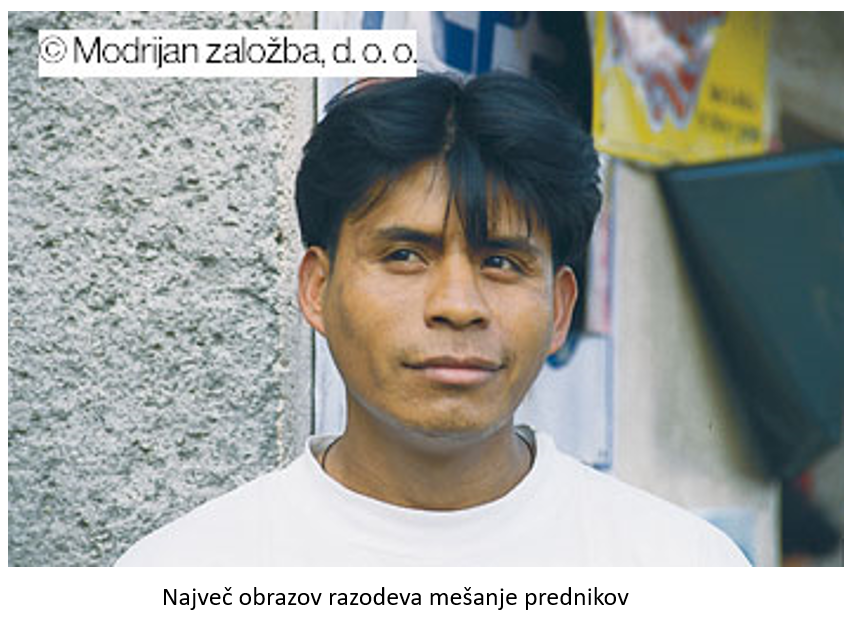 © Modrijan založba, d. o. o.
Največ obrazov razodeva mešanje prednikov